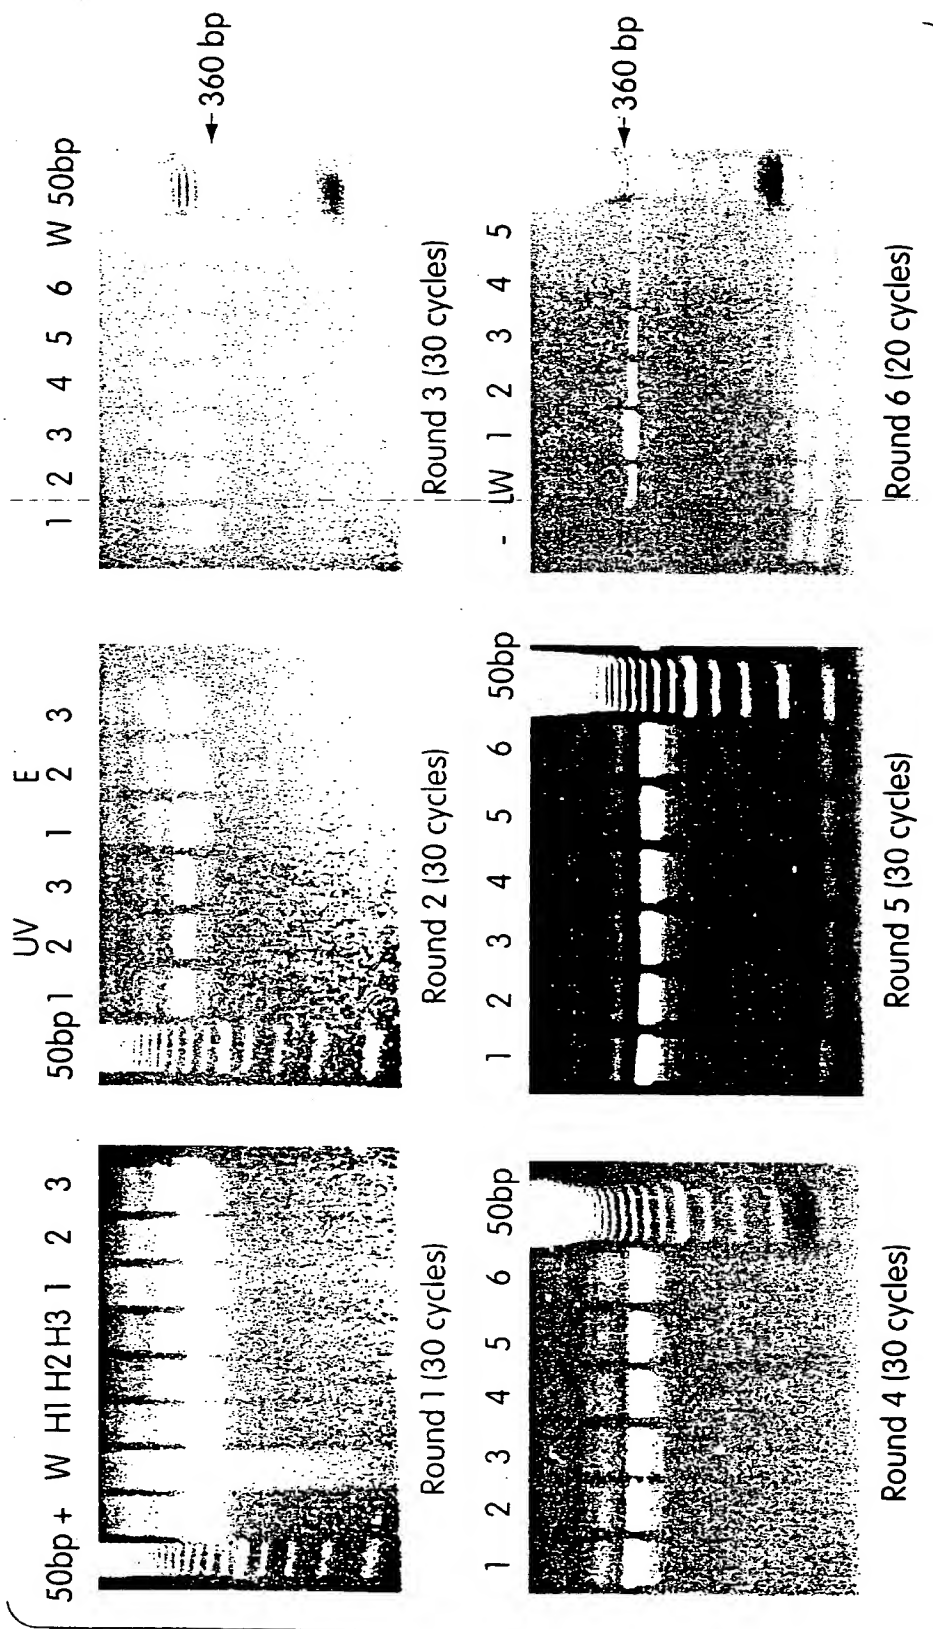 50bp + W H1 H2 H3 1 2 3
Round 1 (30 cycles)
UV E
50bp 1 2 3 1 2 3
Round 2 (30 cycles)
1 2 3 4 5 6 W 50bp
360 bp
Round 3 (30 cycles)
1 2 3 4 5 6 50bp
Round 4 (30 cycles)
1 2 3 4 5 6 50bp
Round 5 (30 cycles)
- LW 1 2 3 4 5
360 bp
Round 6 (20 cycles)